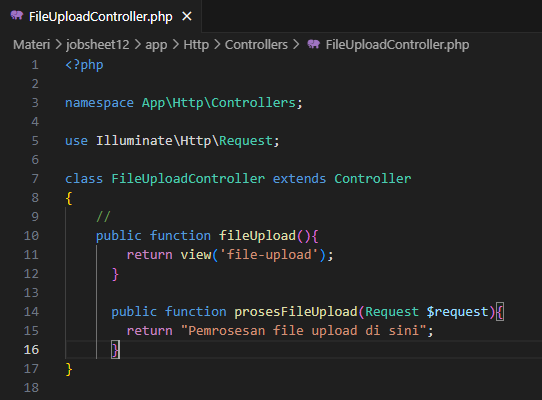 FileUploadController.php ×
Materi > jobsheet12 > app > Http > Controllers > FileUploadController.php
1 <?php
2
3 namespace App\Http\Controllers;
4
5 use Illuminate\Http\Request;
6
7 class FileUploadController extends Controller
8 {
9     //
10     public function fileUpload(){
11         return view('file-upload');
12       }
13
14       public function prosesFileUpload(Request $request){
15         return "Pemrosesan file upload di sini";
16       }
17 }
18